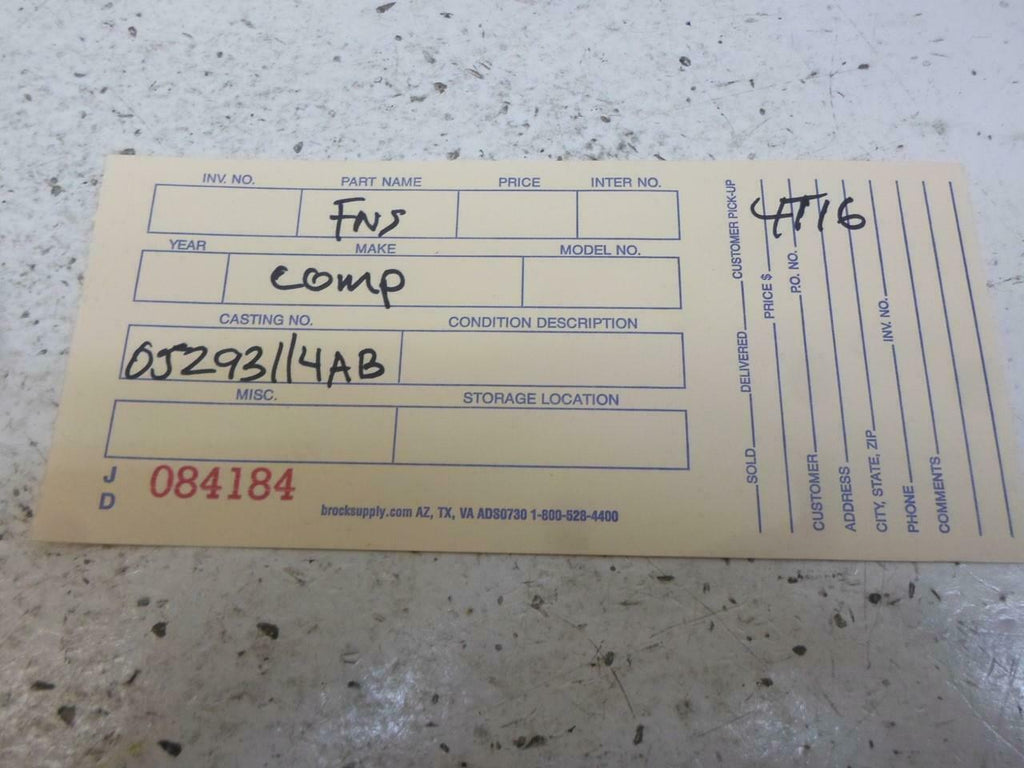 INV. NO. PART NAME PRICE INTER NO.
FNS
YEAR MAKE MODEL NO.
comp
CASTING NO. CONDITION DESCRIPTION
05293114AB
MISC. STORAGE LOCATION
J D
084184
brocksupply.com AZ, TX, VA ADS0730 1-800-528-4400
SOLD DELIVERED CUSTOMER PICK-UP
PRICE $
P.O. NO.
4T16
CUSTOMER
ADDRESS
CITY, STATE, ZIP INV. NO.
PHONE
COMMENTS